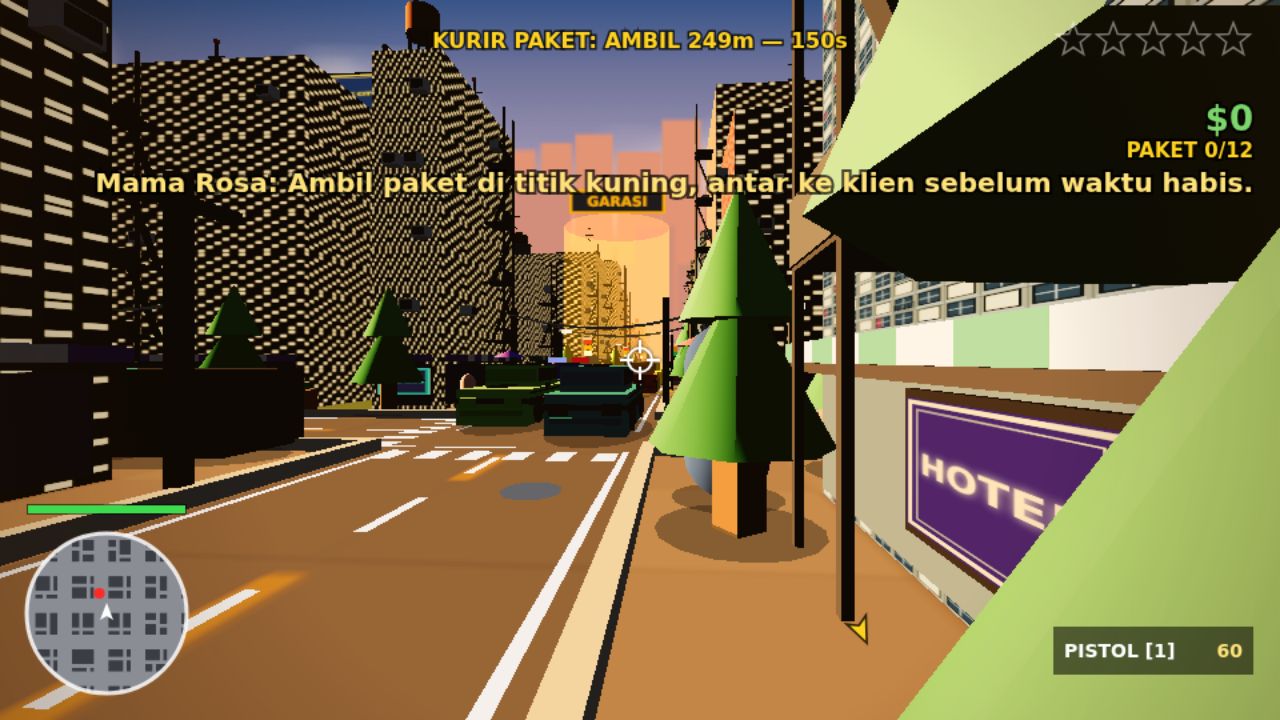 KURIR PAKET: AMBIL 249m — 150s
$0
PAKET 0/12
Mama Rosa: Ambil paket di titik kuning, antar ke klien sebelum waktu habis.
GARASI
HOTE
PISTOL [1] 60